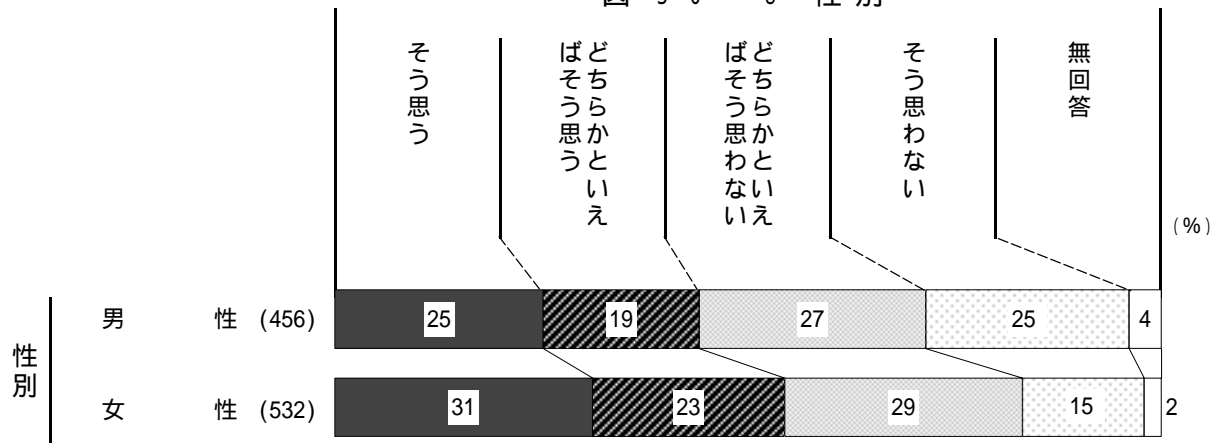 性別
そう思う
どちらかといえ
ばそう思う
どちらかといえ
ばそう思わない
そう思わない
無回答
(%)
性別
男性 (456)
25
19
27
25
4
女性 (532)
31
23
29
15
2